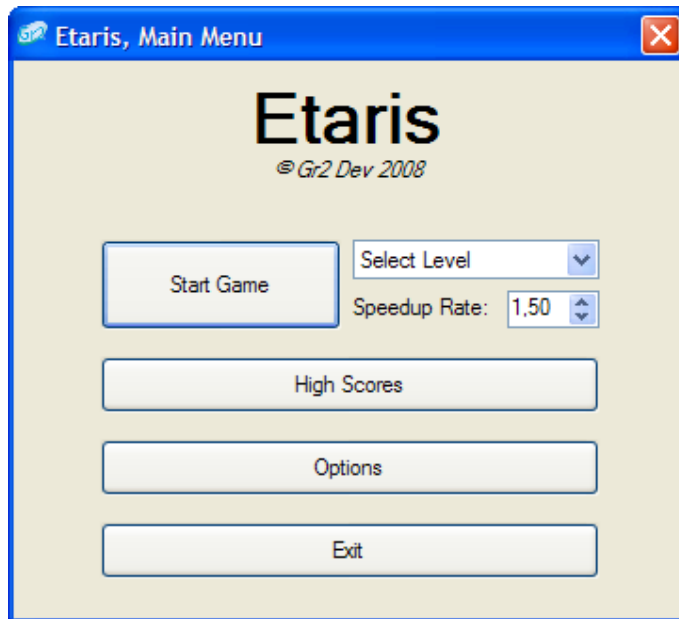 Etaris, Main Menu
Etaris
© Gr2 Dev 2008
Start Game
Select Level
Speedup Rate: 1,50
High Scores
Options
Exit